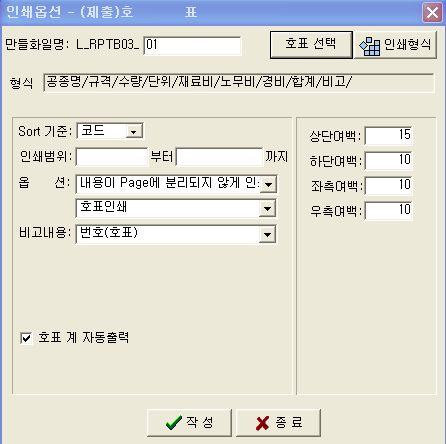 인쇄옵션 - (제출)호 표
만들화일명: L_RPTB03_ 01 호표 선택 인쇄형식
형식 공종명/규격/수량/단위/재료비/노무비/경비/합계/비고/
Sort 기준: 코드
인쇄범위: 부터 까지
옵 션: 내용이 Page에 분리되지 않게 인
호표인쇄
비고내용: 번호(호표)
호표 계 자동출력
상단여백: 15
하단여백: 10
좌측여백: 10
우측여백: 10
작 성 종 료